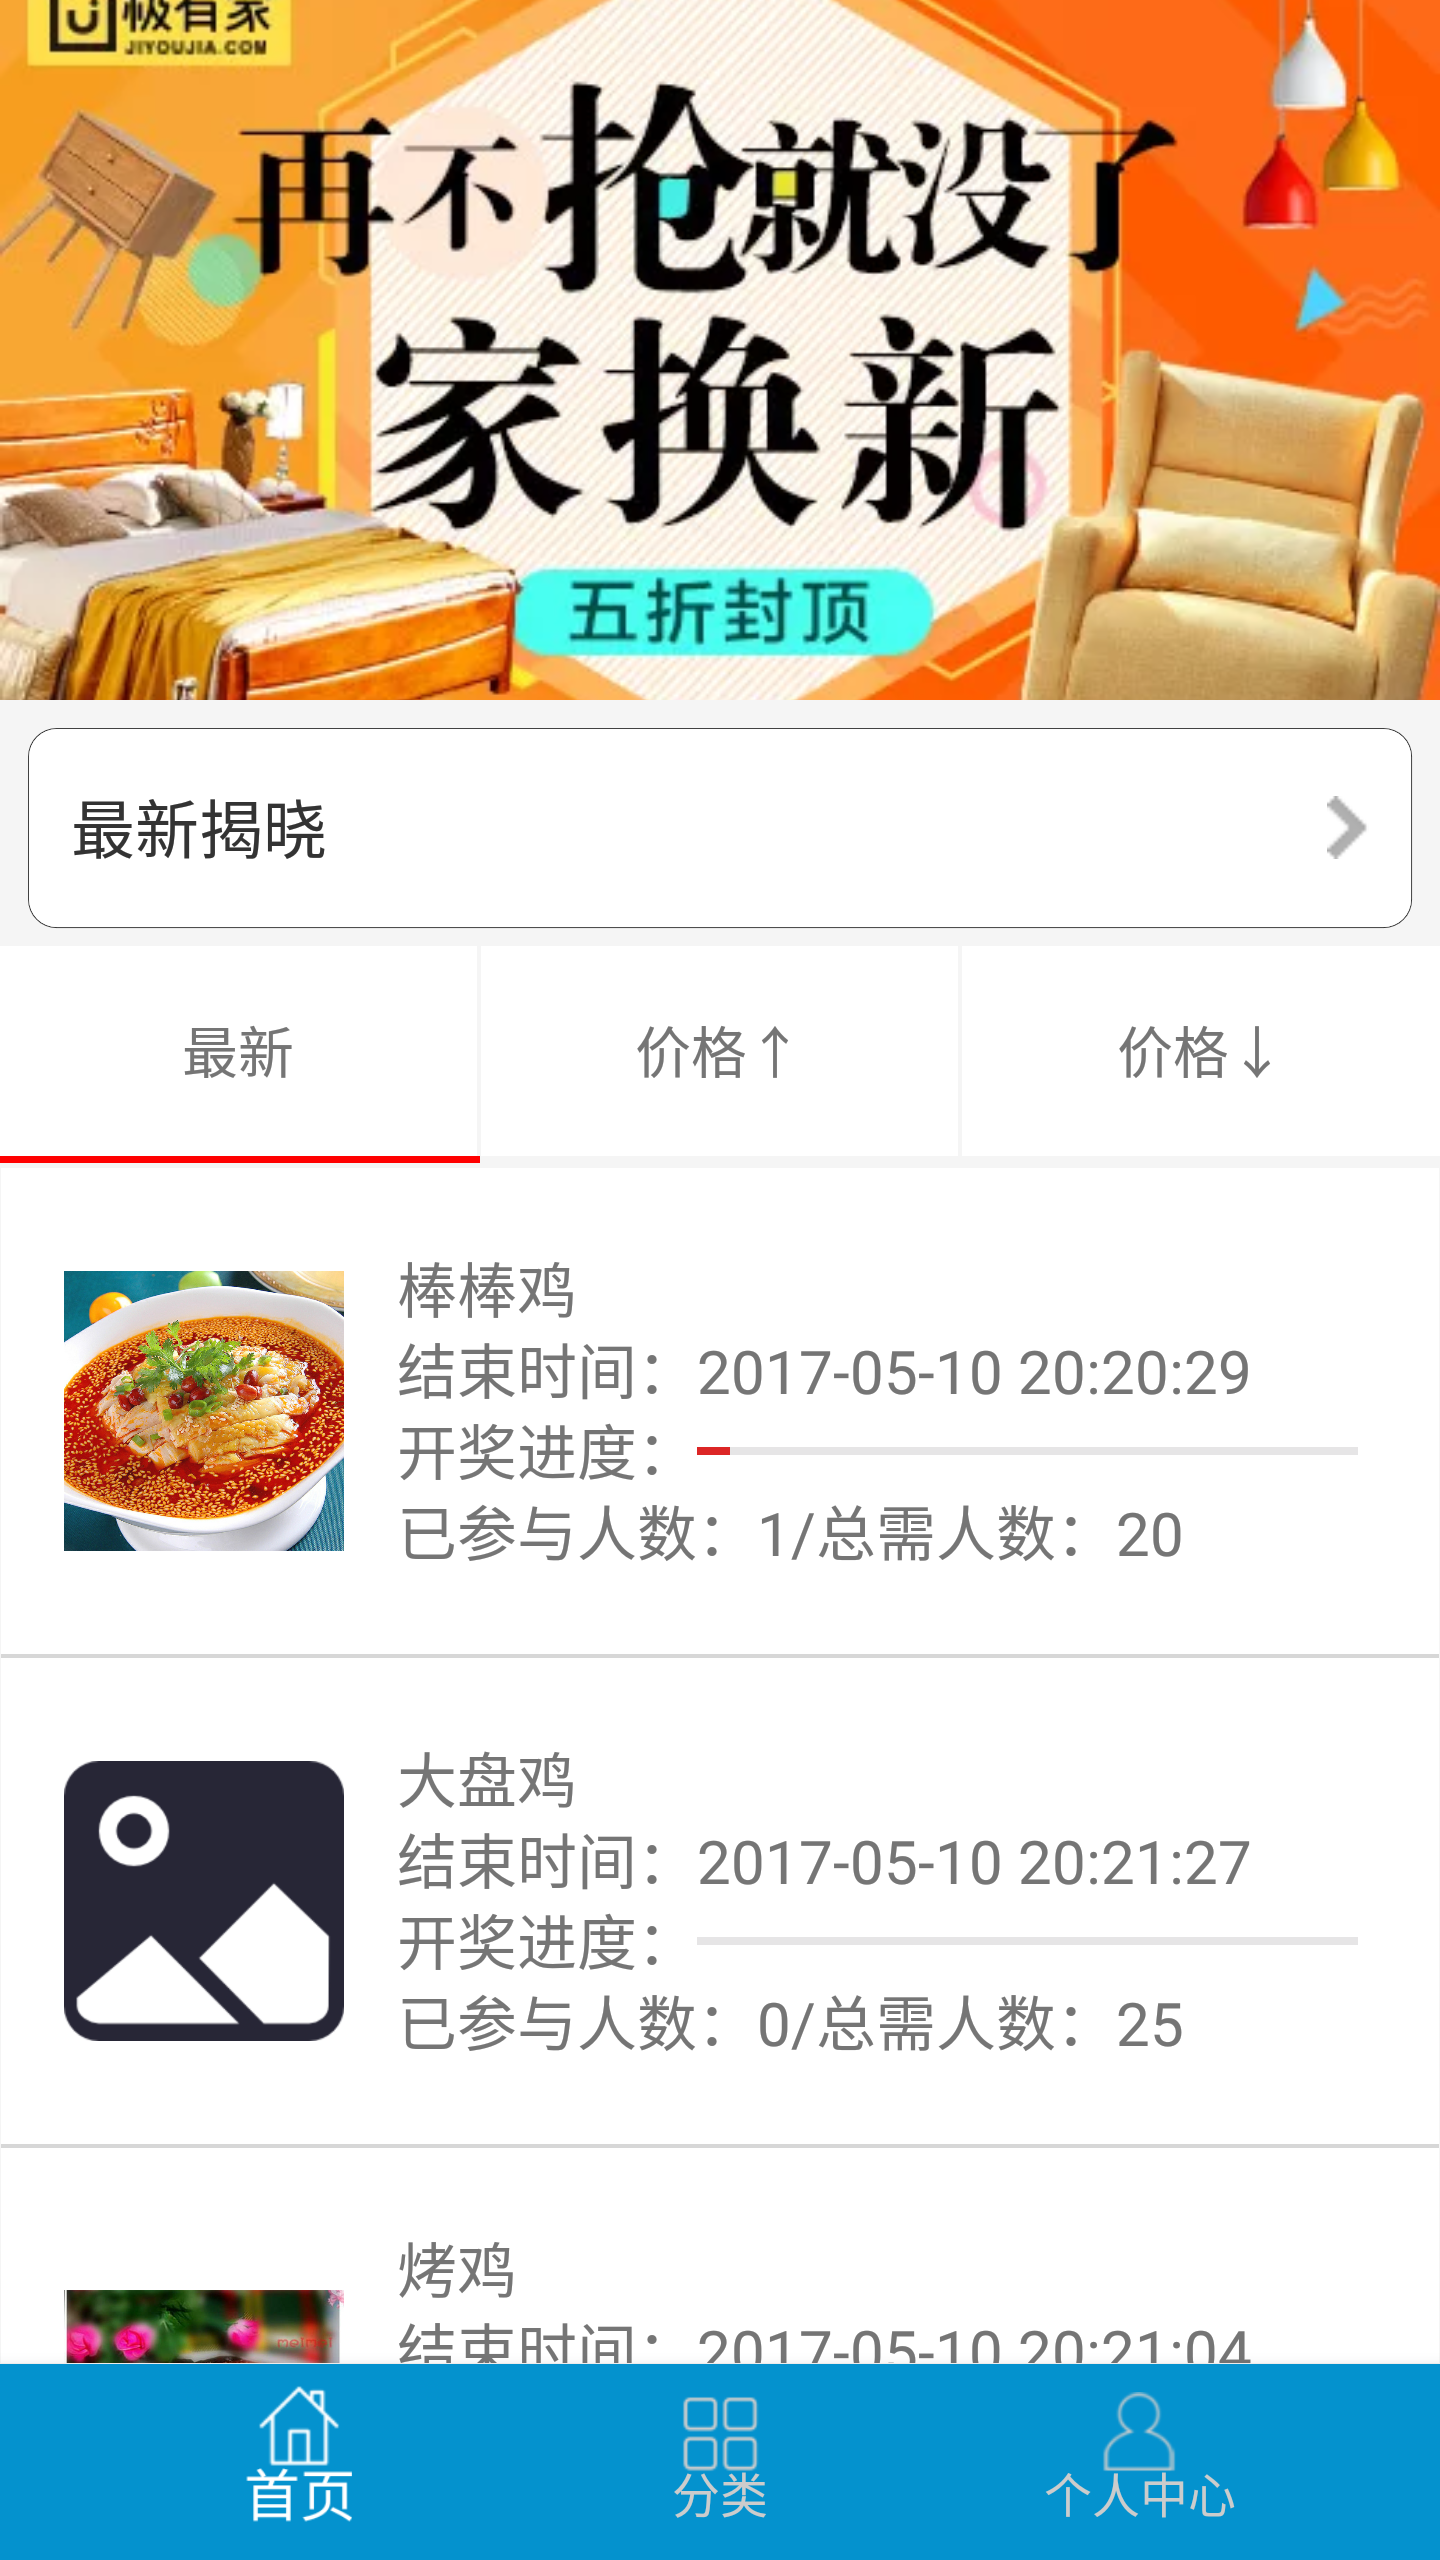 极有家
JIYOUJIA.COM
再不抢就没了
家换新
五折封顶
最新揭晓
最新
价格↑
价格↓
棒棒鸡
结束时间：2017-05-10 20:20:29
开奖进度：
已参与人数：1/总需人数：20
大盘鸡
结束时间：2017-05-10 20:21:27
开奖进度：
已参与人数：0/总需人数：25
烤鸡
结束时间：2017-05-10 20:21:04
首页
分类
个人中心